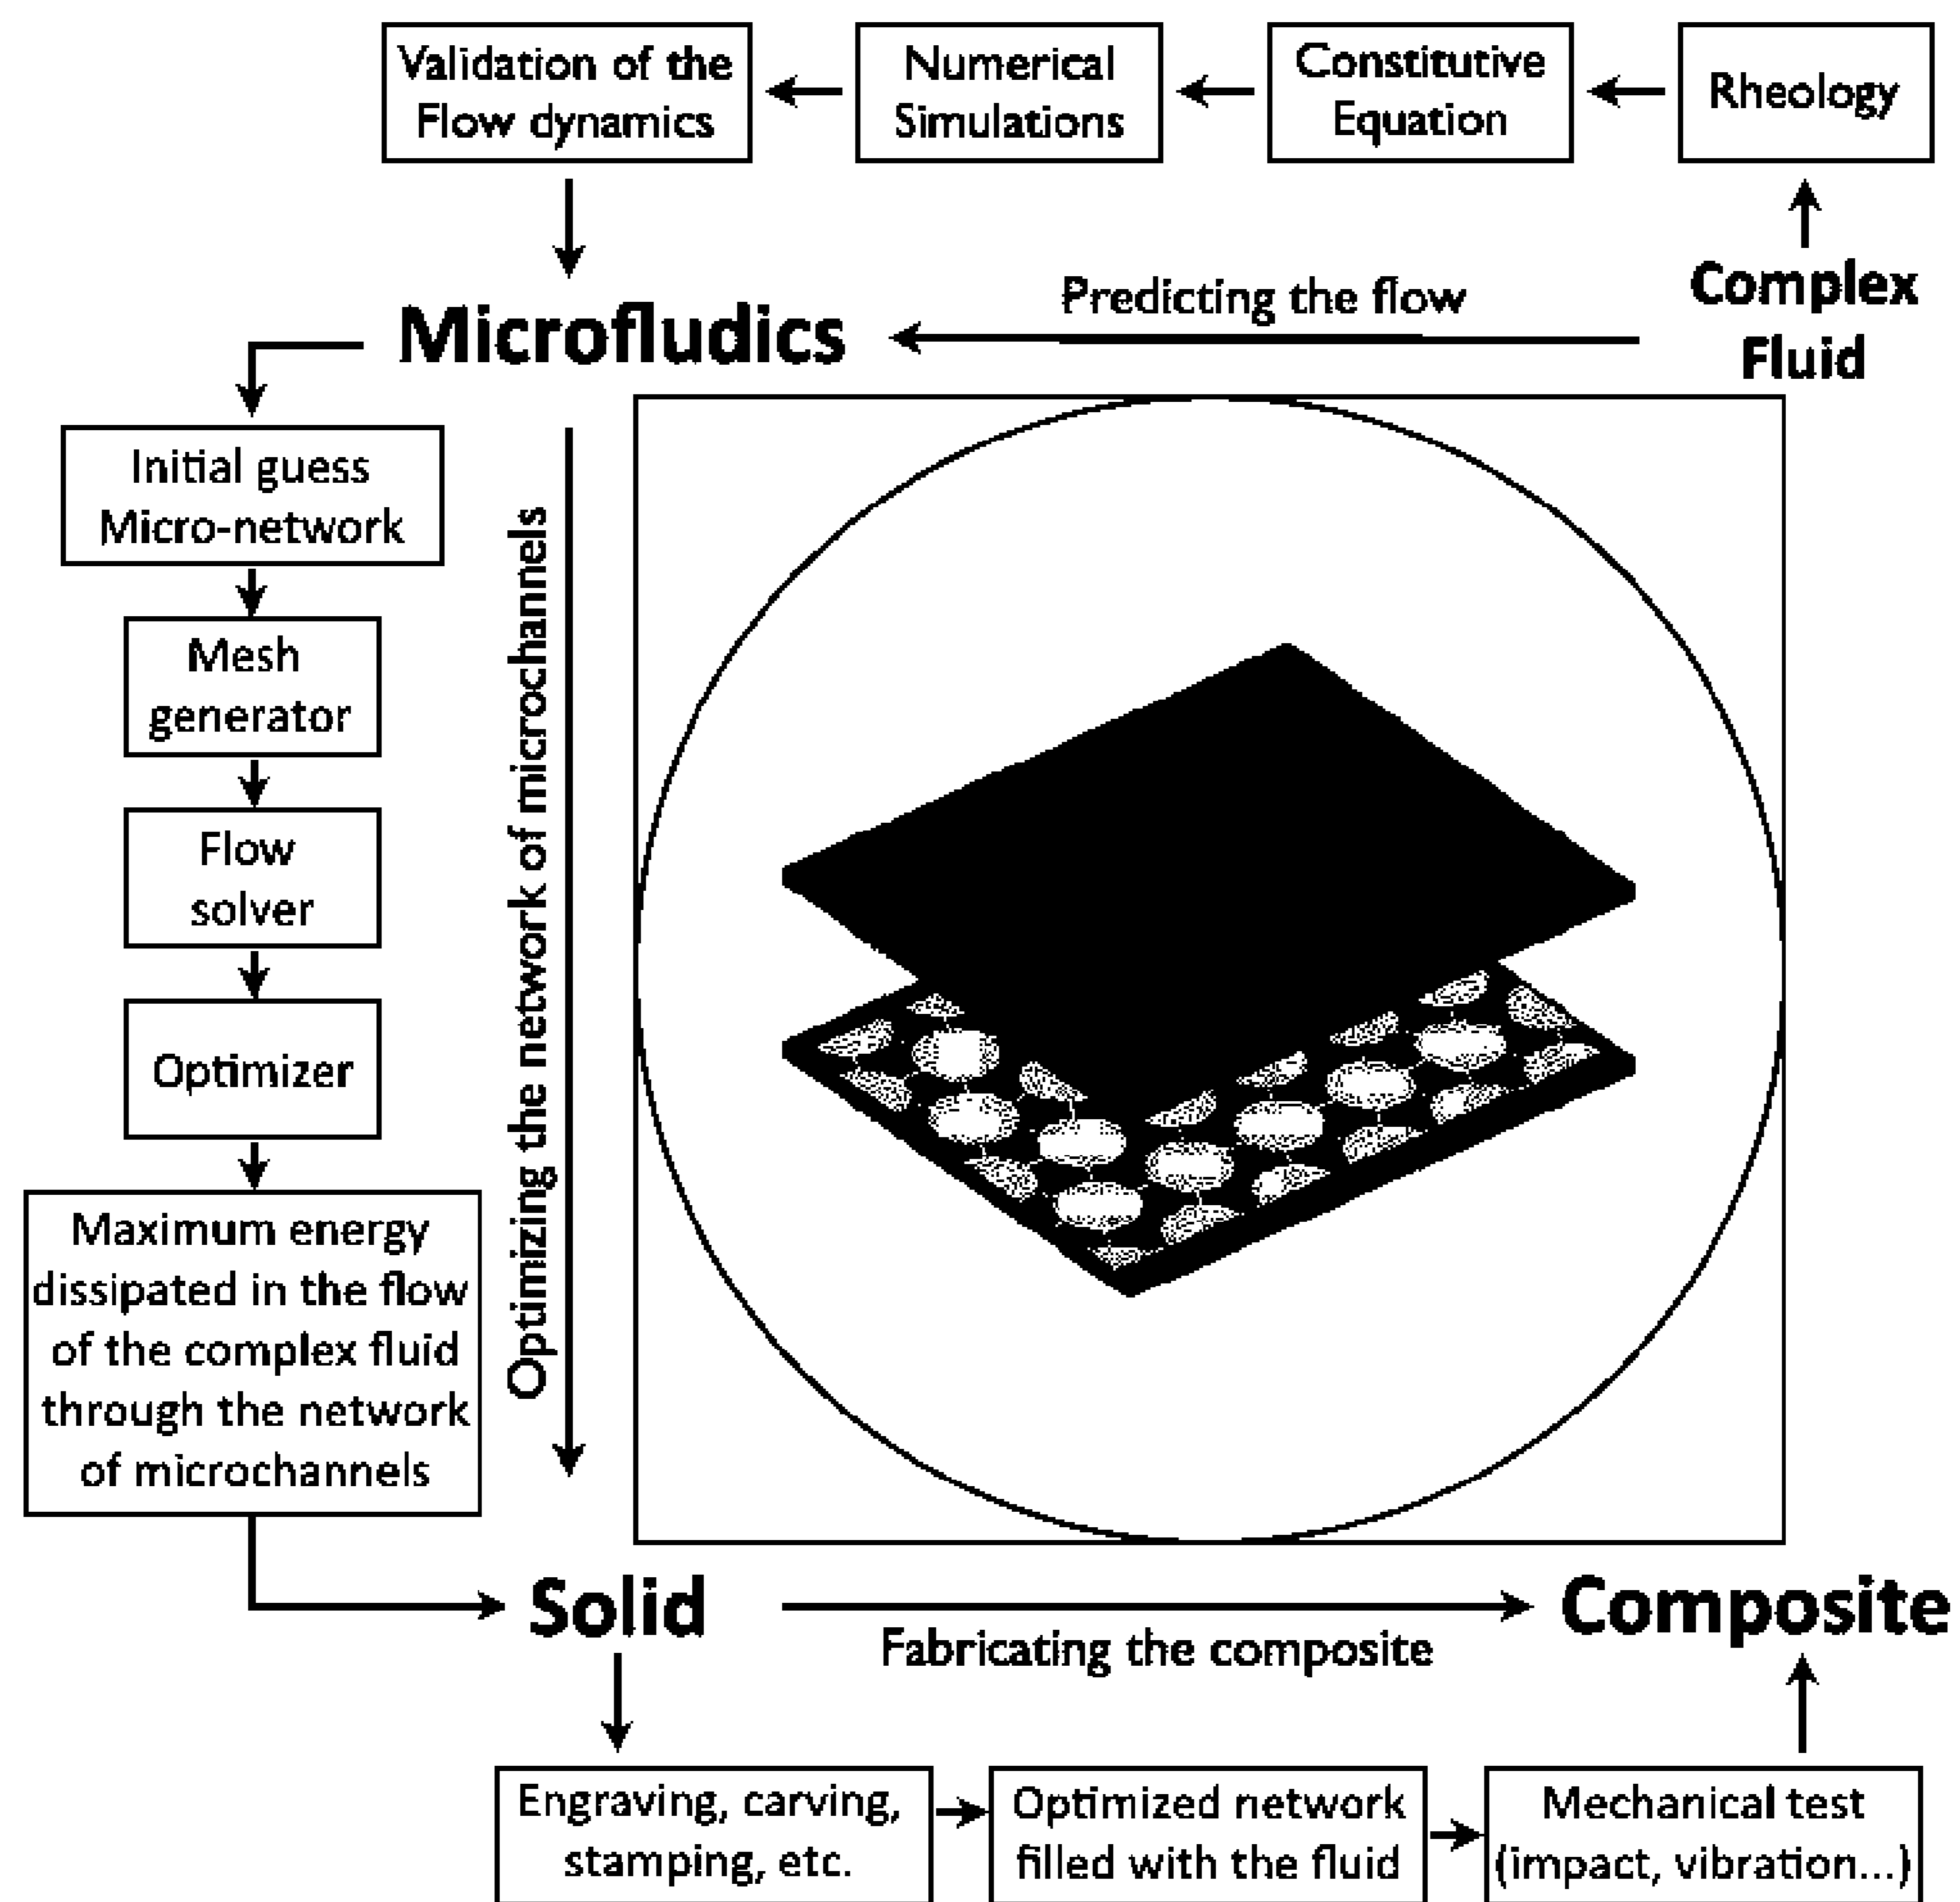 Validation of the
Flow dynamics
Numerical
Simulations
Constitutive
Equation
Rheology
Microfludics
Predicting the flow
Complex
Fluid
Initial guess
Micro-network
Mesh
generator
Flow
solver
Optimizer
Maximum energy
dissipated in the flow
of the complex fluid
through the network
of microchannels
Optimizing the network of microchannels
Solid
Fabricating the composite
Composite
Engraving, carving,
stamping, etc.
Optimized network
filled with the fluid
Mechanical test
(impact, vibration...)